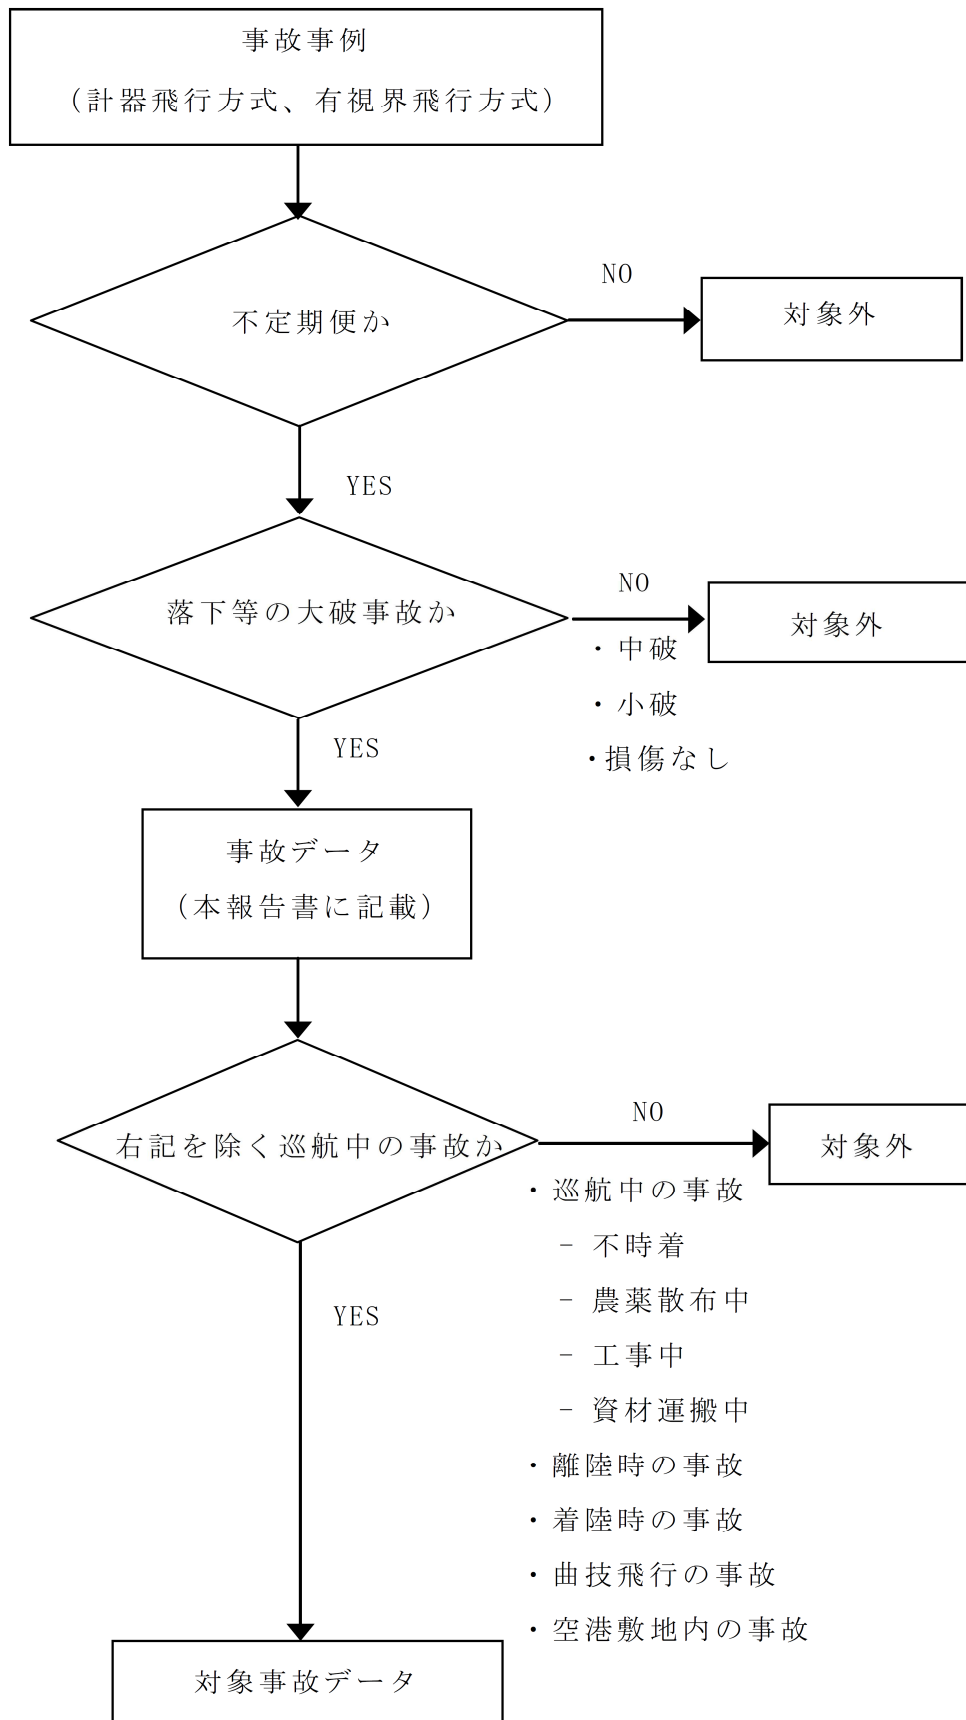 事故事例
（計器飛行方式、有視界飛行方式）
不定期便か
NO
対象外
YES
落下等の大破事故か
NO
対象外
・中破
・小破
・損傷なし
YES
事故データ
（本報告書に記載）
右記を除く巡航中の事故か
NO
対象外
・巡航中の事故
－ 不時着
－ 農薬散布中
－ 工事中
－ 資材運搬中
・離陸時の事故
・着陸時の事故
・曲技飛行の事故
・空港敷地内の事故
YES
対象事故データ